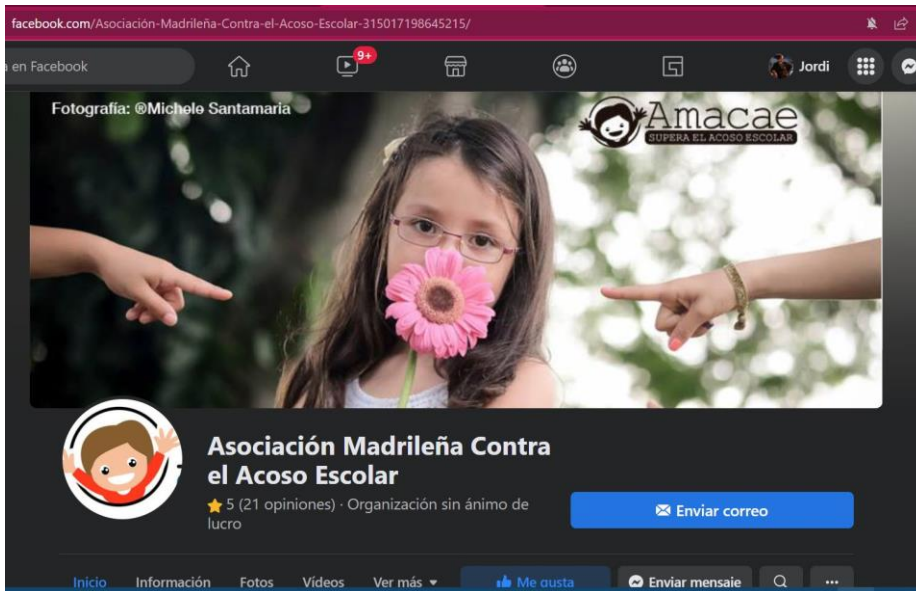 facebook.com/Asociación-Madrileña-Contra-el-Acoso-Escolar-315017198645215/
a en Facebook
9+
Jordi
Fotografía: ®Michele Santamaria
Amacae
SUPERA EL ACOSO ESCOLAR
Asociación Madrileña Contra
el Acoso Escolar
5 (21 opiniones) · Organización sin ánimo de
lucro
Enviar correo
Inicio Información Fotos Vídeos Ver más Me gusta Enviar mensaje ...